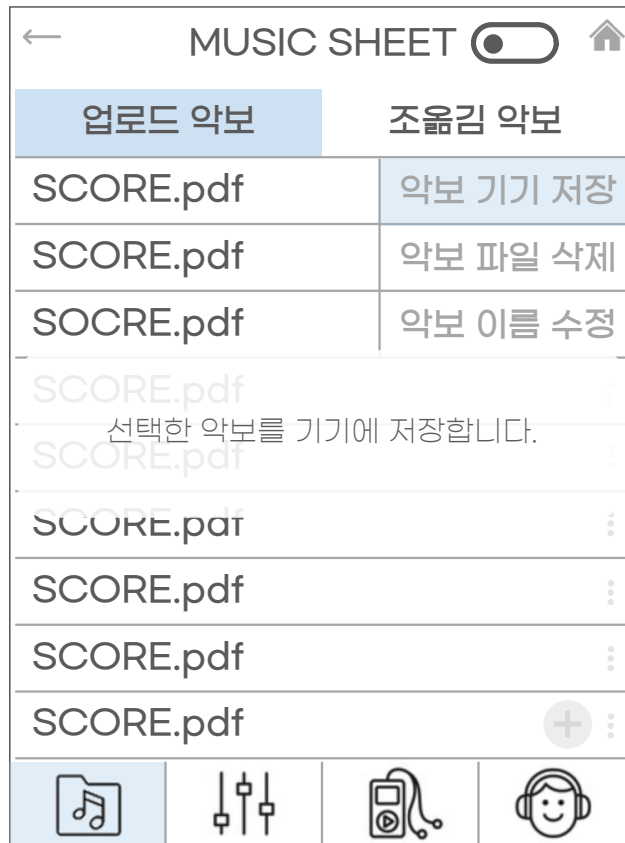 MUSIC SHEET
업로드 악보 조옮김 악보
SCORE.pdf 악보 기기 저장
SCORE.pdf 악보 파일 삭제
SOCRE.pdf 악보 이름 수정
SCORE.pdf
선택한 악보를 기기에 저장합니다.
SCORE.pdf
SCORE.pdf
SCORE.pdf
SCORE.pdf
SCORE.pdf